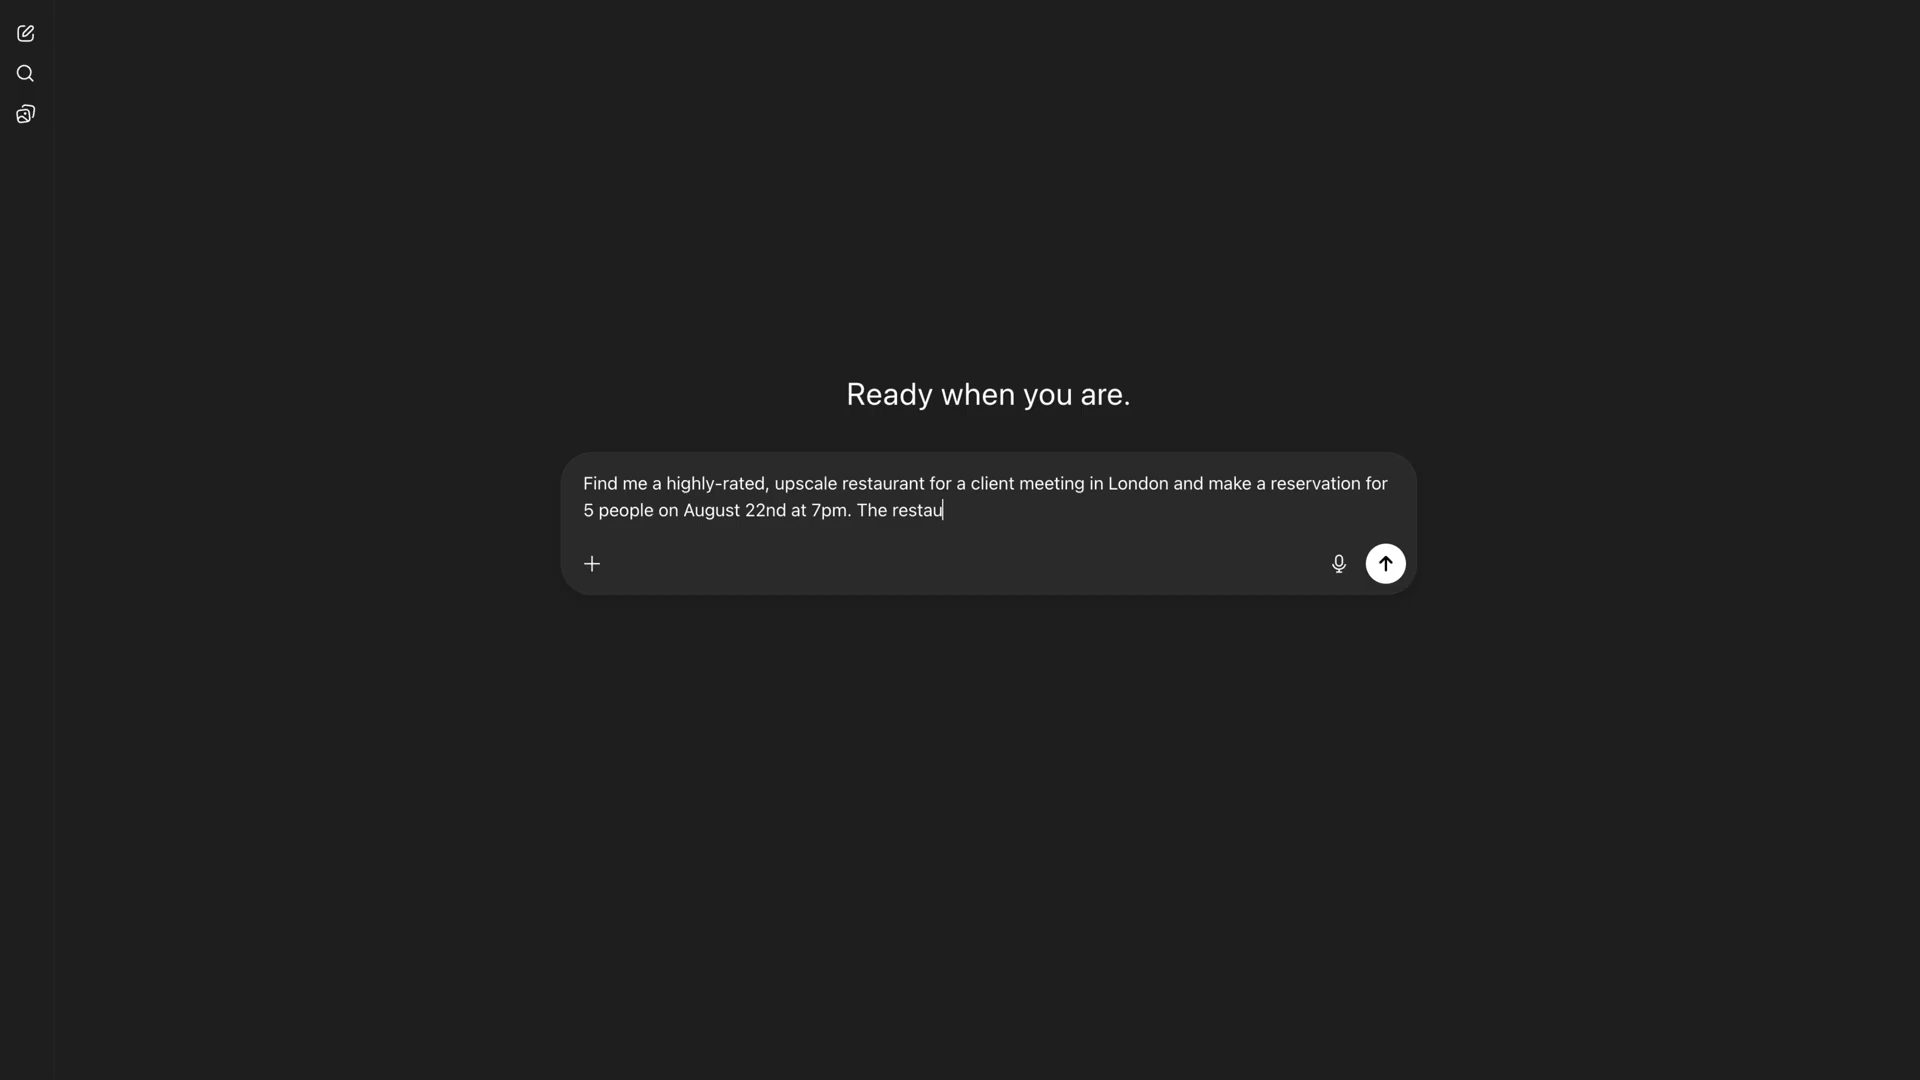 Ready when you are.
Find me a highly-rated, upscale restaurant for a client meeting in London and make a reservation for
5 people on August 22nd at 7pm. The restau